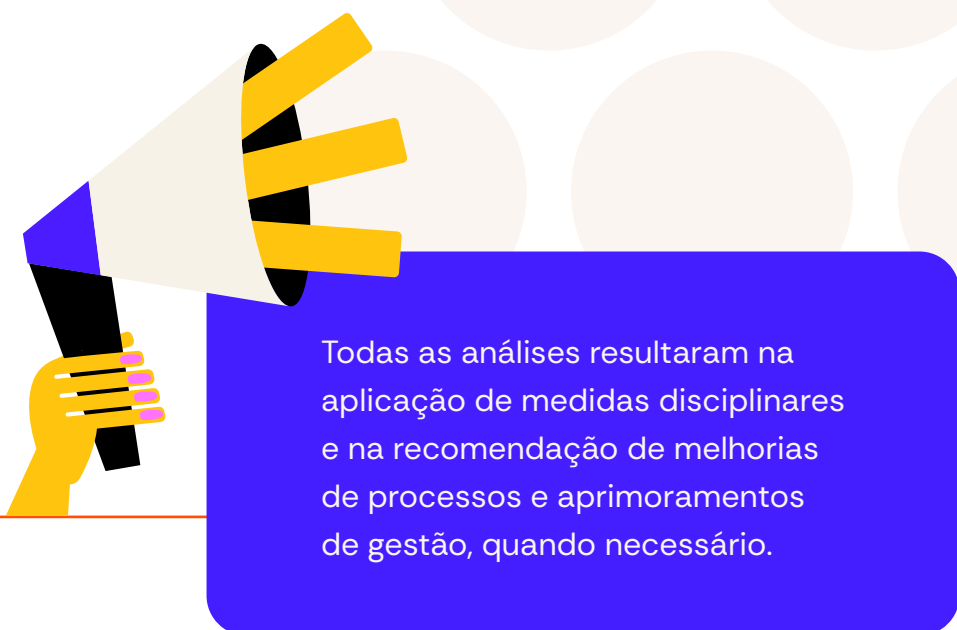 Todas as análises resultaram na
aplicação de medidas disciplinares
e na recomendação de melhorias
de processos e aprimoramentos
de gestão, quando necessário.